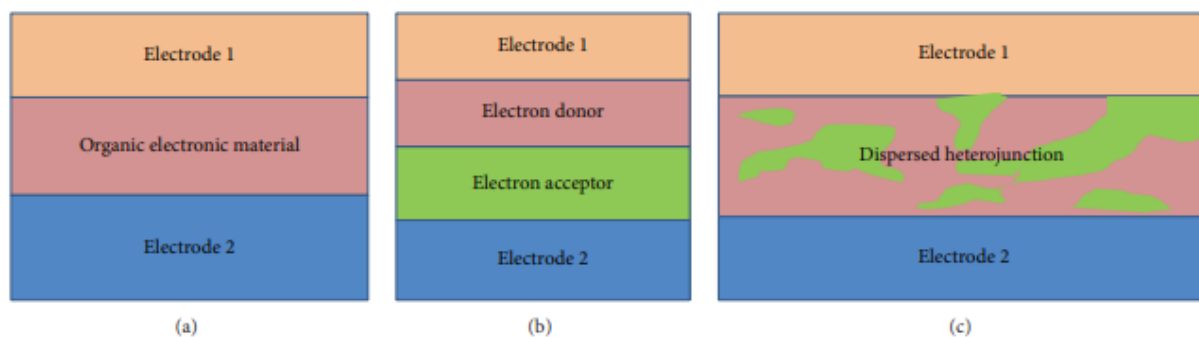 Electrode 1
Organic electronic material
Electrode 2
(a)
Electrode 1
Electron donor
Electron acceptor
Electrode 2
(b)
Electrode 1
Dispersed heterojunction
Electrode 2
(c)